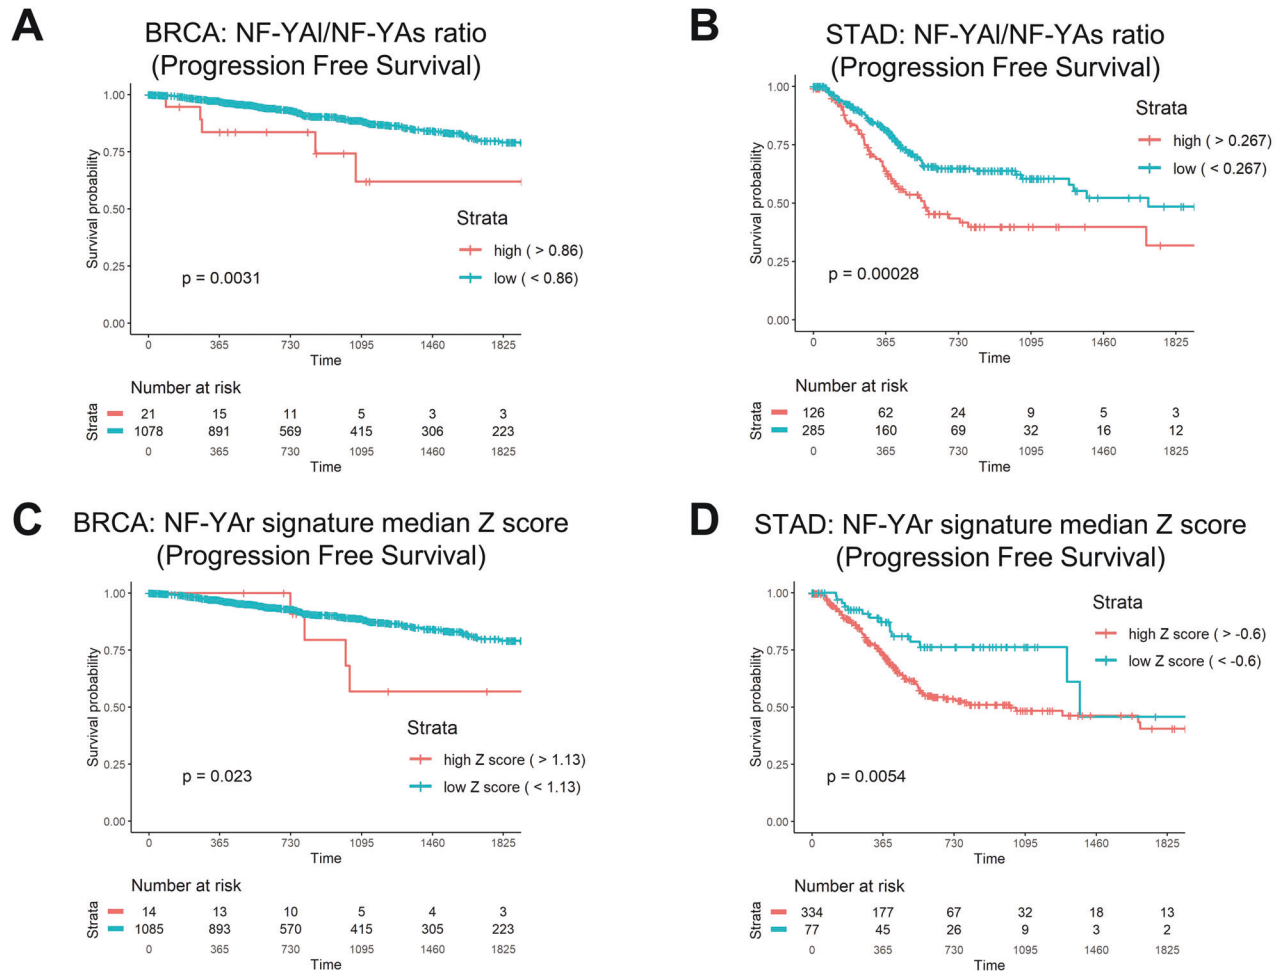 A
BRCA: NF-YAl/NF-YAs ratio
(Progression Free Survival)
Survival probability
1.00
0.75
0.50
0.25
0.00
Strata
high ( > 0.86)
low ( < 0.86)
p = 0.0031
0 365 730 1095 1460 1825
Time
Number at risk
Strata
21 15 11 5 3 3
1078 891 569 415 306 223
0 365 730 1095 1460 1825
Time
B
STAD: NF-YAl/NF-YAs ratio
(Progression Free Survival)
Survival probability
1.00
0.75
0.50
0.25
0.00
Strata
high ( > 0.267)
low ( < 0.267)
p = 0.00028
0 365 730 1095 1460 1825
Time
Number at risk
Strata
126 62 24 9 5 3
285 160 69 32 16 12
0 365 730 1095 1460 1825
Time
C
BRCA: NF-YAr signature median Z score
(Progression Free Survival)
Survival probability
1.00
0.75
0.50
0.25
0.00
Strata
high Z score ( > 1.13)
low Z score ( < 1.13)
p = 0.023
0 365 730 1095 1460 1825
Time
Number at risk
Strata
14 13 10 5 4 3
1085 893 570 415 305 223
0 365 730 1095 1460 1825
Time
D
STAD: NF-YAr signature median Z score
(Progression Free Survival)
Survival probability
1.00
0.75
0.50
0.25
0.00
Strata
high Z score ( > -0.6)
low Z score ( < -0.6)
p = 0.0054
0 365 730 1095 1460 1825
Time
Number at risk
Strata
334 177 67 32 18 13
77 45 26 9 3 2
0 365 730 1095 1460 1825
Time